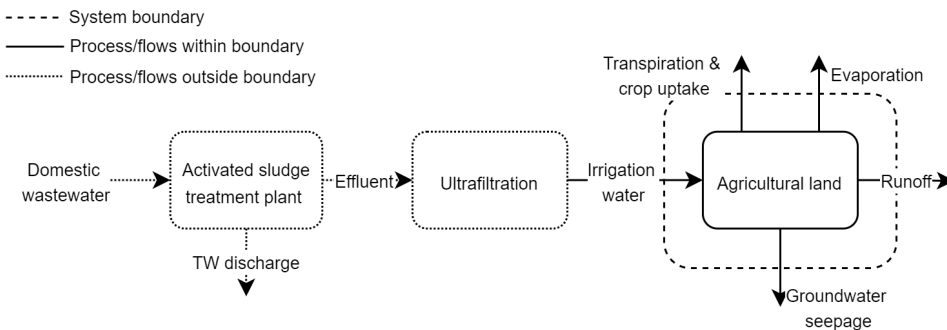 System boundary
Process/flows within boundary
Process/flows outside boundary
Transpiration &
crop uptake
Evaporation
Domestic
wastewater
Activated sludge
treatment plant
Effluent
Ultrafiltration
Irrigation
water
Agricultural land
Runoff
TW discharge
Groundwater
seepage